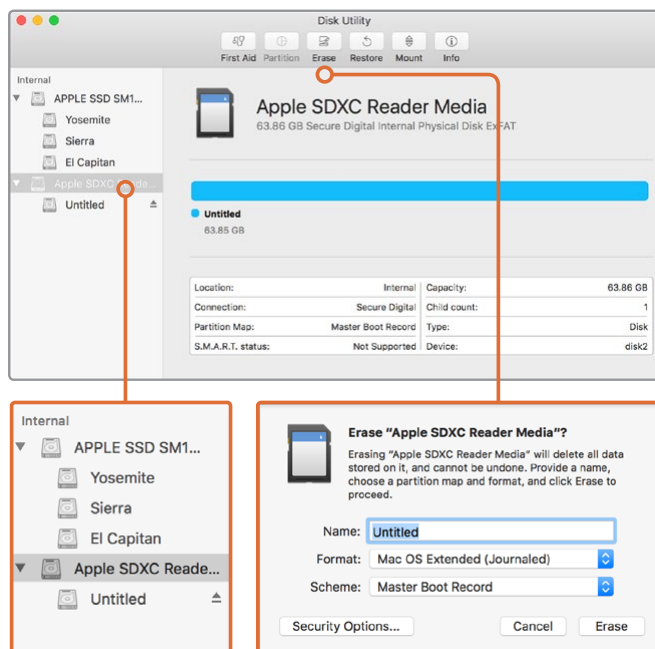 Disk Utility
First Aid Partition Erase Restore Mount Info
Internal
APPLE SSD SM1...
Yosemite
Sierra
El Capitan
Apple SDXC Reade...
Untitled
Apple SDXC Reader Media
63.86 GB Secure Digital Internal Physical Disk ExFAT
Untitled
63.85 GB
Location: Internal Capacity: 63.86 GB
Connection: Secure Digital Child count: 1
Partition Map: Master Boot Record Type: Disk
S.M.A.R.T. status: Not Supported Device: disk2
Internal
APPLE SSD SM1...
Yosemite
Sierra
El Capitan
Apple SDXC Reade...
Untitled
Erase "Apple SDXC Reader Media"?
Erasing "Apple SDXC Reader Media" will delete all data
stored on it, and cannot be undone. Provide a name,
choose a partition map and format, and click Erase to
proceed.
Name: Untitled
Format: Mac OS Extended (Journaled)
Scheme: Master Boot Record
Security Options... Cancel Erase